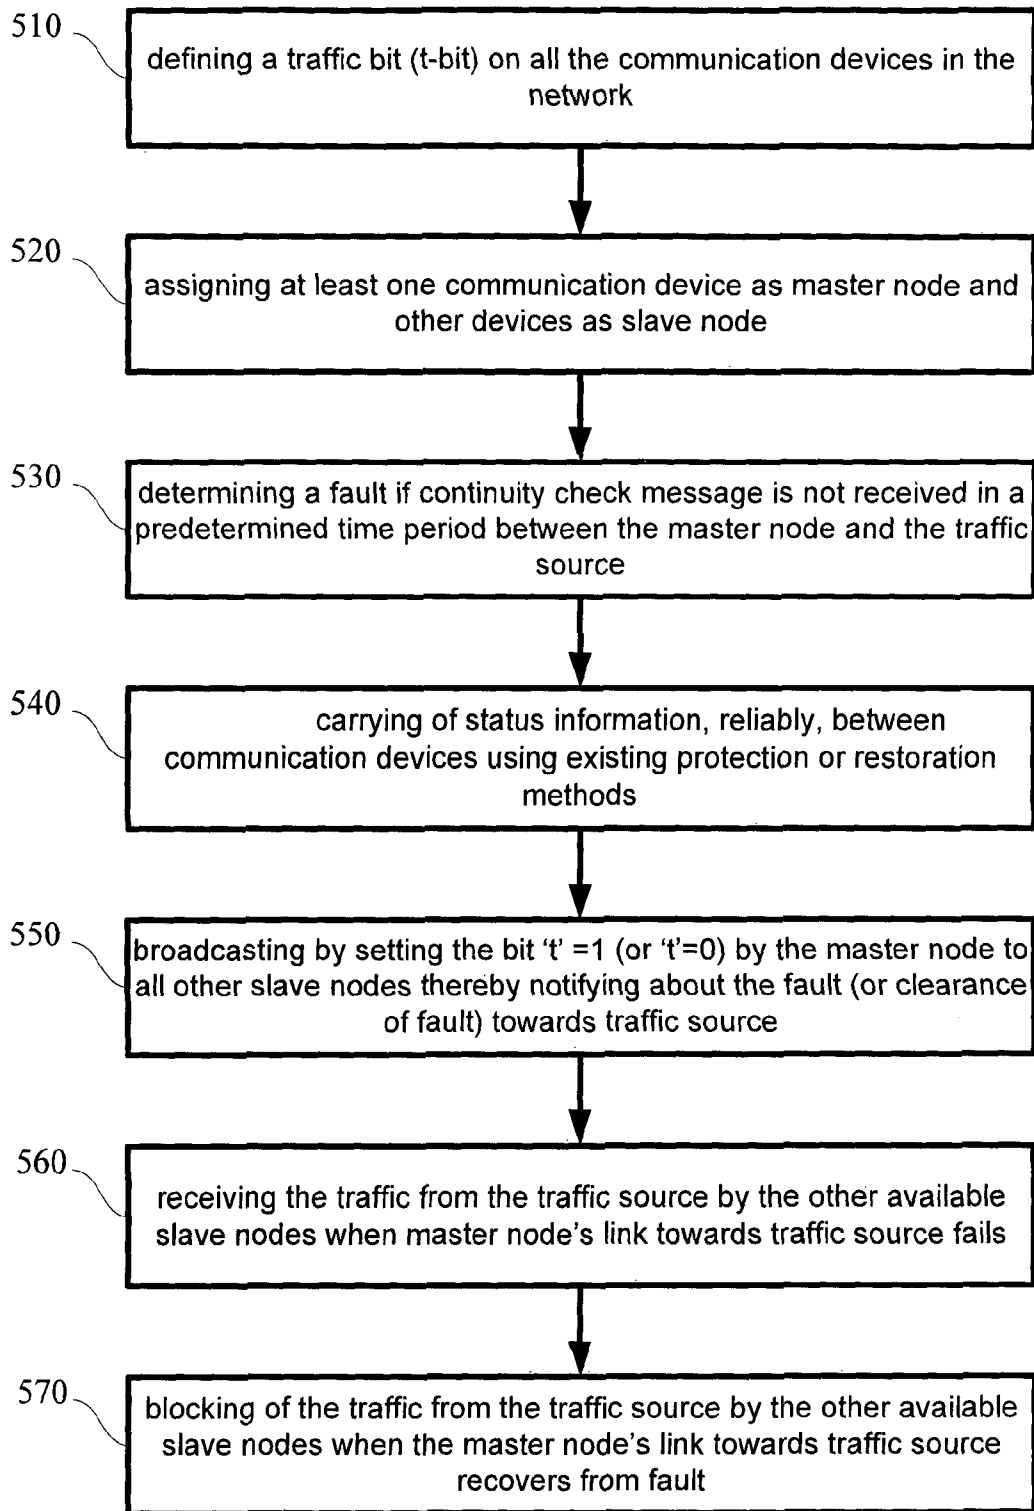 510
defining a traffic bit (t-bit) on all the communication devices in the
network
520
assigning at least one communication device as master node and
other devices as slave node
530
determining a fault if continuity check message is not received in a
predetermined time period between the master node and the traffic
source
540
carrying of status information, reliably, between
communication devices using existing protection or restoration
methods
550
broadcasting by setting the bit ‘t’ =1 (or ‘t’=0) by the master node to
all other slave nodes thereby notifying about the fault (or clearance
of fault) towards traffic source
560
receiving the traffic from the traffic source by the other available
slave nodes when master node’s link towards traffic source fails
570
blocking of the traffic from the traffic source by the other available
slave nodes when the master node’s link towards traffic source
recovers from fault